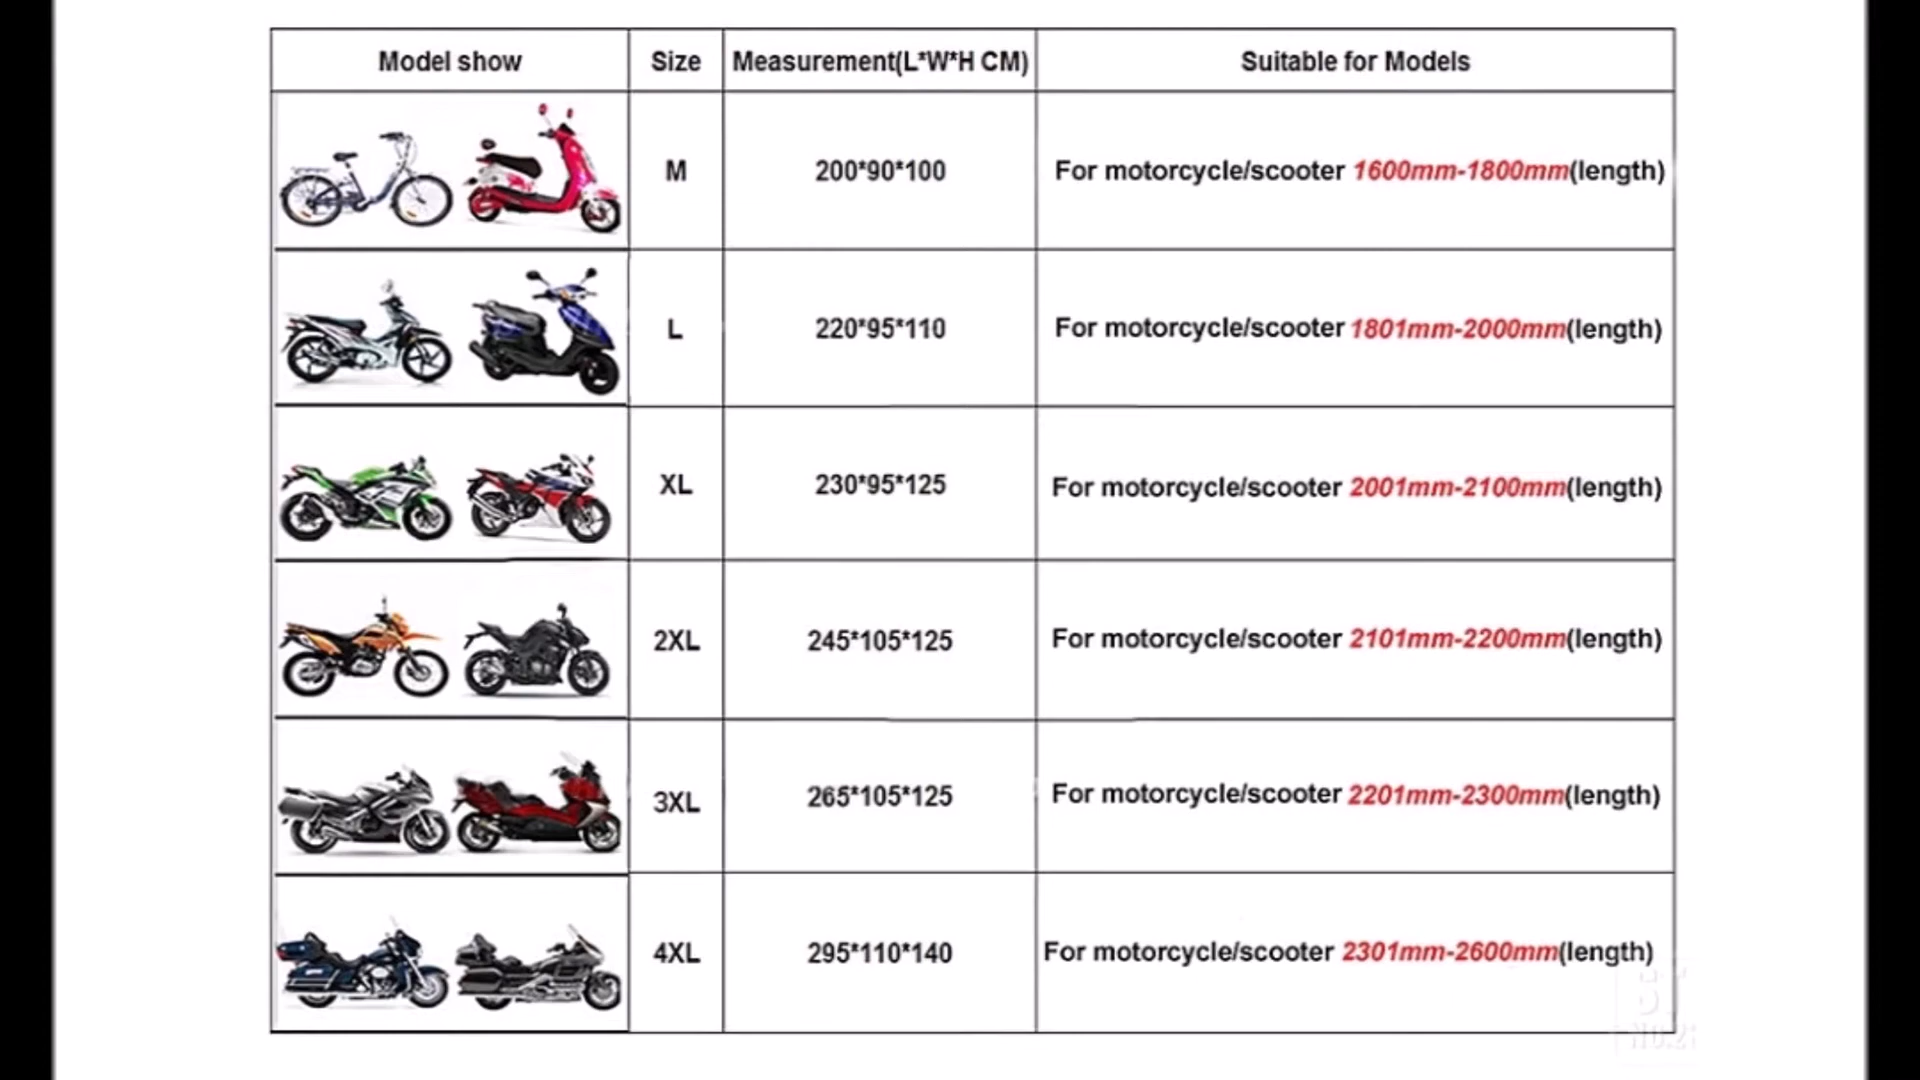 Model show Size Measurement(L*W*H CM) Suitable for Models
M 200*90*100 For motorcycle/scooter 1600mm-1800mm(length)
L 220*95*110 For motorcycle/scooter 1801mm-2000mm(length)
XL 230*95*125 For motorcycle/scooter 2001mm-2100mm(length)
2XL 245*105*125 For motorcycle/scooter 2101mm-2200mm(length)
3XL 265*105*125 For motorcycle/scooter 2201mm-2300mm(length)
4XL 295*110*140 For motorcycle/scooter 2301mm-2600mm(length)